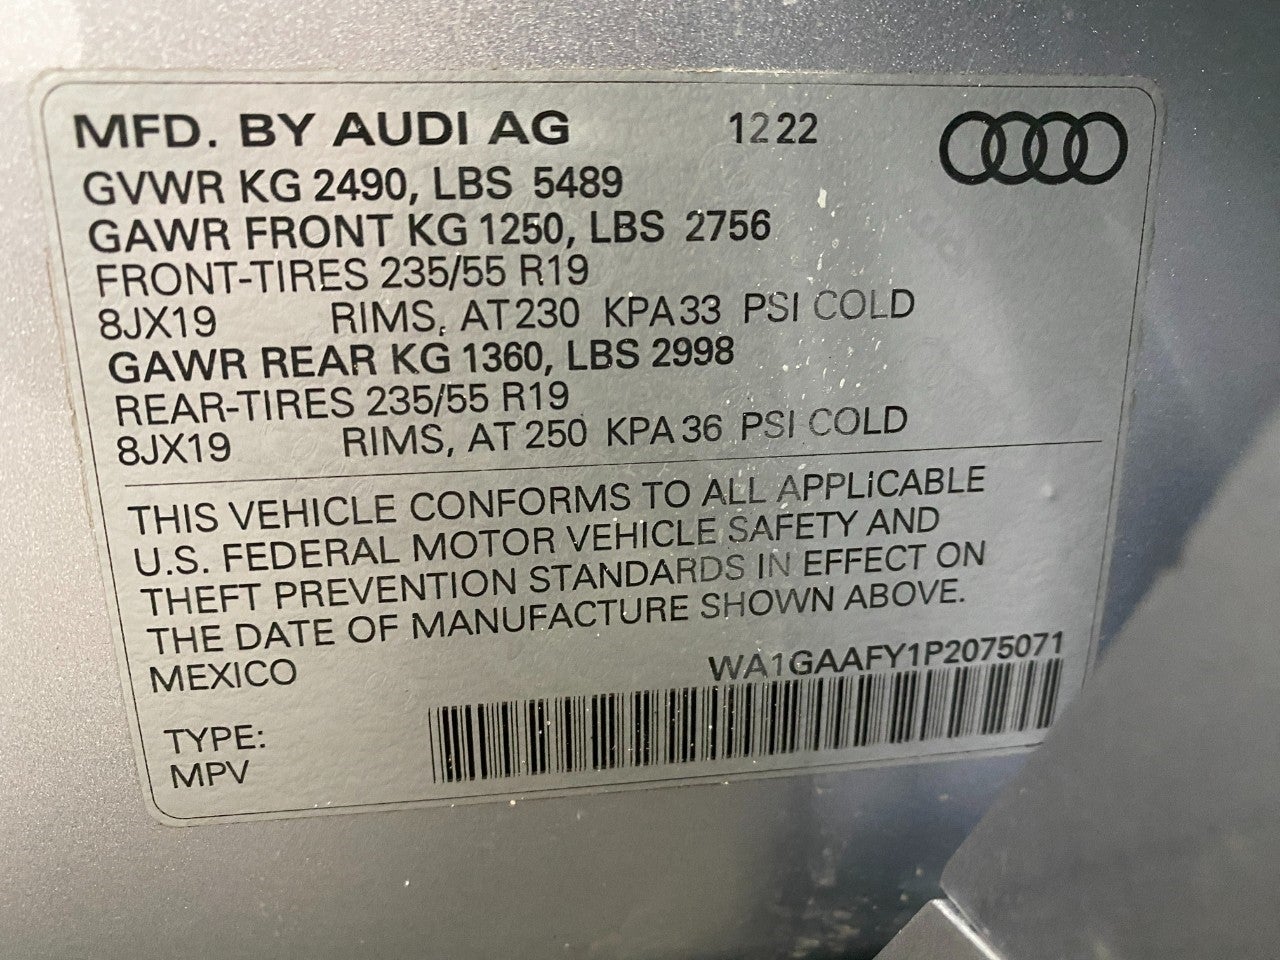 MFD. BY AUDI AG 1222
GVWR KG 2490, LBS 5489
GAWR FRONT KG 1250, LBS 2756
FRONT-TIRES 235/55 R19
8JX19 RIMS, AT 230 KPA 33 PSI COLD
GAWR REAR KG 1360, LBS 2998
REAR-TIRES 235/55 R19
8JX19 RIMS, AT 250 KPA 36 PSI COLD
THIS VEHICLE CONFORMS TO ALL APPLICABLE
U.S. FEDERAL MOTOR VEHICLE SAFETY AND
THEFT PREVENTION STANDARDS IN EFFECT ON
THE DATE OF MANUFACTURE SHOWN ABOVE.
MEXICO WA1GAAFY1P2075071
TYPE:
MPV